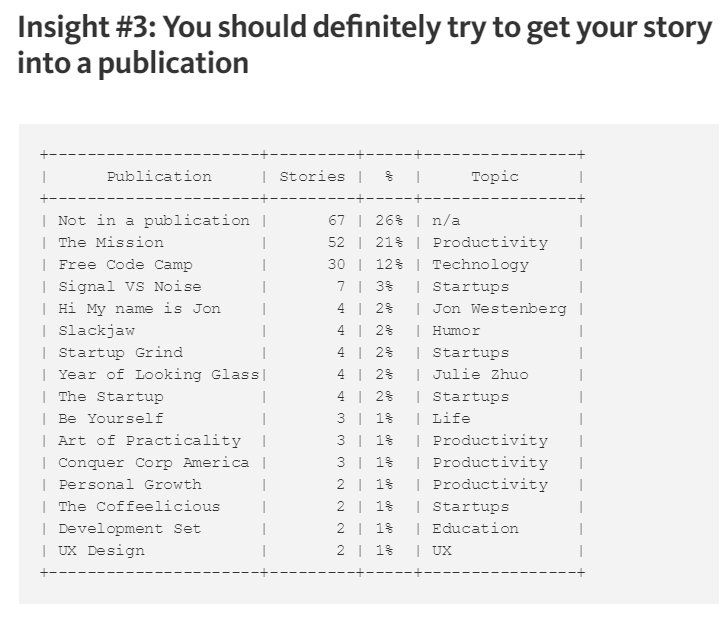 Insight #3: You should definitely try to get your story
into a publication
+----------------------+---------+-----+----------------+
|      Publication     | Stories |  %  |     Topic      |
+----------------------+---------+-----+----------------+
| Not in a publication |      67 | 26% | n/a            |
| The Mission          |      52 | 21% | Productivity   |
| Free Code Camp       |      30 | 12% | Technology     |
| Signal VS Noise      |       7 | 3%  | Startups       |
| Hi My name is Jon    |       4 | 2%  | Jon Westenberg |
| Slackjaw             |       4 | 2%  | Humor          |
| Startup Grind        |       4 | 2%  | Startups       |
| Year of Looking Glass|       4 | 2%  | Julie Zhuo     |
| The Startup          |       4 | 2%  | Startups       |
| Be Yourself          |       3 | 1%  | Life           |
| Art of Practicality  |       3 | 1%  | Productivity   |
| Conquer Corp America |       3 | 1%  | Productivity   |
| Personal Growth      |       2 | 1%  | Productivity   |
| The Coffeelicious    |       2 | 1%  | Startups       |
| Development Set      |       2 | 1%  | Education      |
| UX Design            |       2 | 1%  | UX             |
+----------------------+---------+-----+----------------+